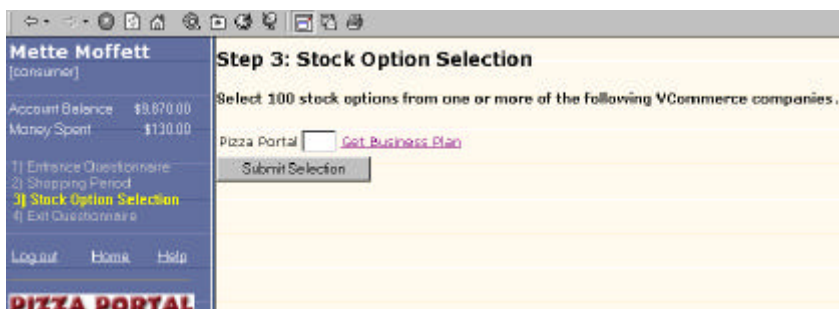 Mette Moffett
[consumer]
Account Balance $9,870.00
Money Spent $130.00
1) Entrance Questionnaire
2) Shopping Period
3) Stock Option Selection
4) Exit Questionnaire
Logout Home Help
PIZZA PORTAL
Step 3: Stock Option Selection
Select 100 stock options from one or more of the following VCommerce companies.
Pizza Portal Get Business Plan
Submit Selection